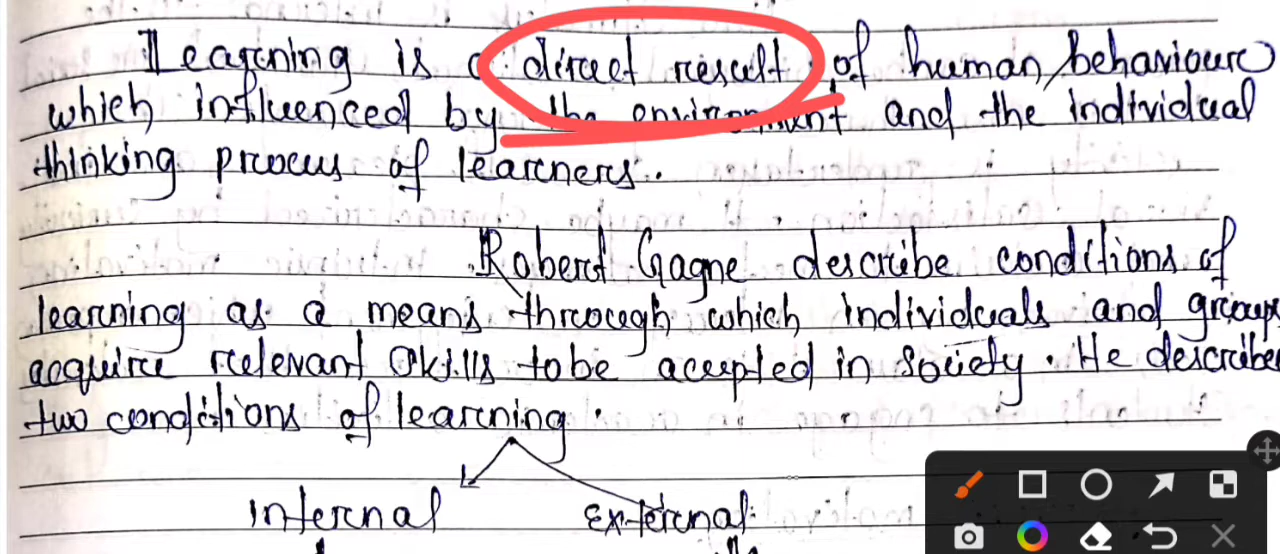 Learning is a direct result of human behaviour
which influenced by the environment and the individual
thinking process of learners.
Robert Gagne describe conditions of
learning as a means through which individuals and groups
acquire relevant skills to be accepted in society. He describe
two conditions of learning.
Internal External